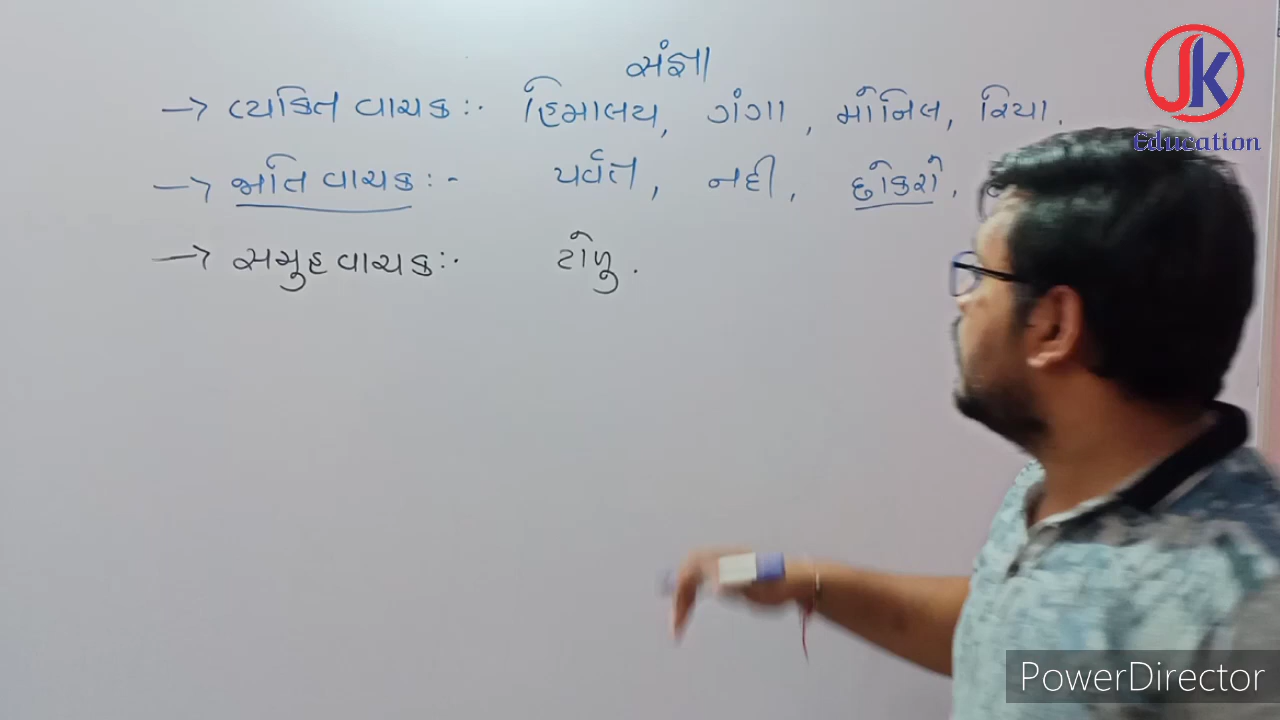 સંજ્ઞા
→ વ્યકિત વાચક :- હિમાલય, ગંગા, મોનિલ, રિયા.
→ જાતિ વાચક :- પર્વત, નદી, છોકરો,
→ સમુહ વાચક :- ટોળુ.
JK
Education
PowerDirector